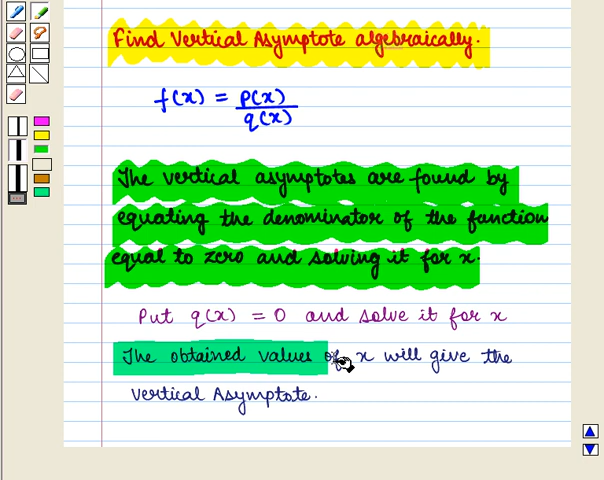 Find Vertical Asymptote algebraically.
f(x) = p(x)
q(x)
The vertical asymptotes are found by
equating the denominator of the function
equal to zero and solving it for x.
Put q(x) = 0 and solve it for x
The obtained values of x will give the
Vertical Asymptote.